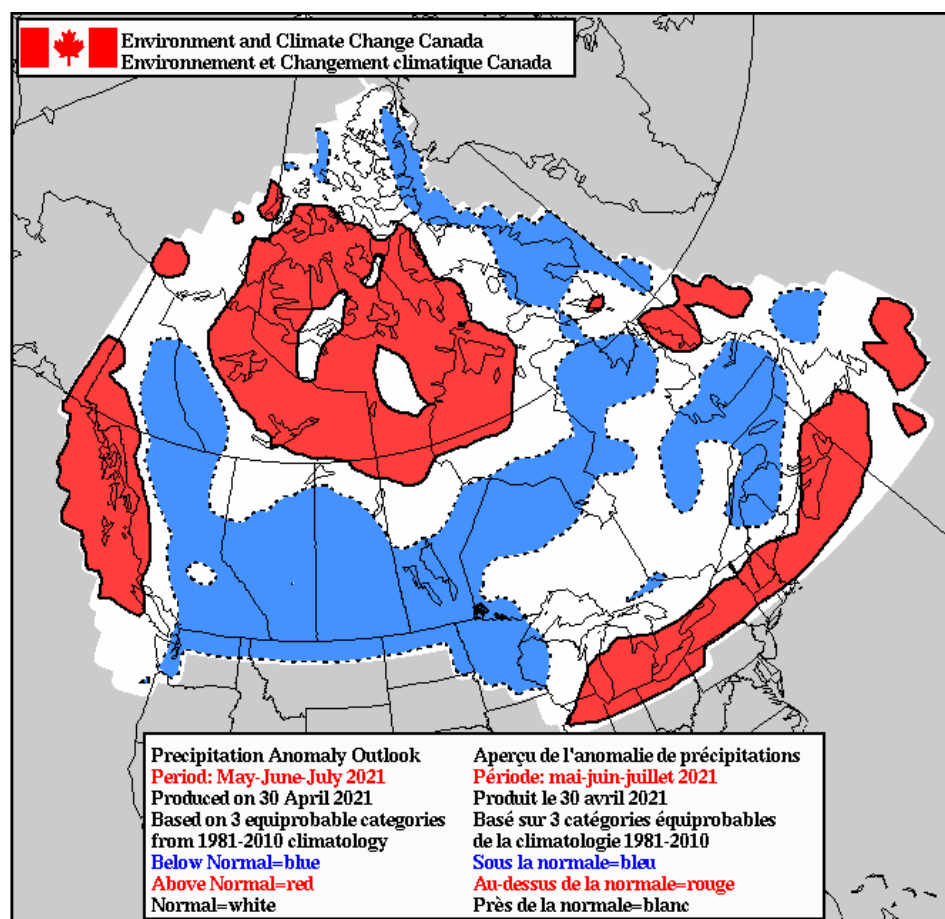 Environment and Climate Change Canada
Environnement et Changement climatique Canada
Precipitation Anomaly Outlook
Period: May-June-July 2021
Produced on 30 April 2021
Based on 3 equiprobable categories
from 1981-2010 climatology
Below Normal=blue
Above Normal=red
Normal=white
Aperçu de l'anomalie de précipitations
Période: mai-juin-juillet 2021
Produit le 30 avril 2021
Basé sur 3 catégories équiprobables
de la climatologie 1981-2010
Sous la normale=bleu
Au-dessus de la normale=rouge
Près de la normale=blanc